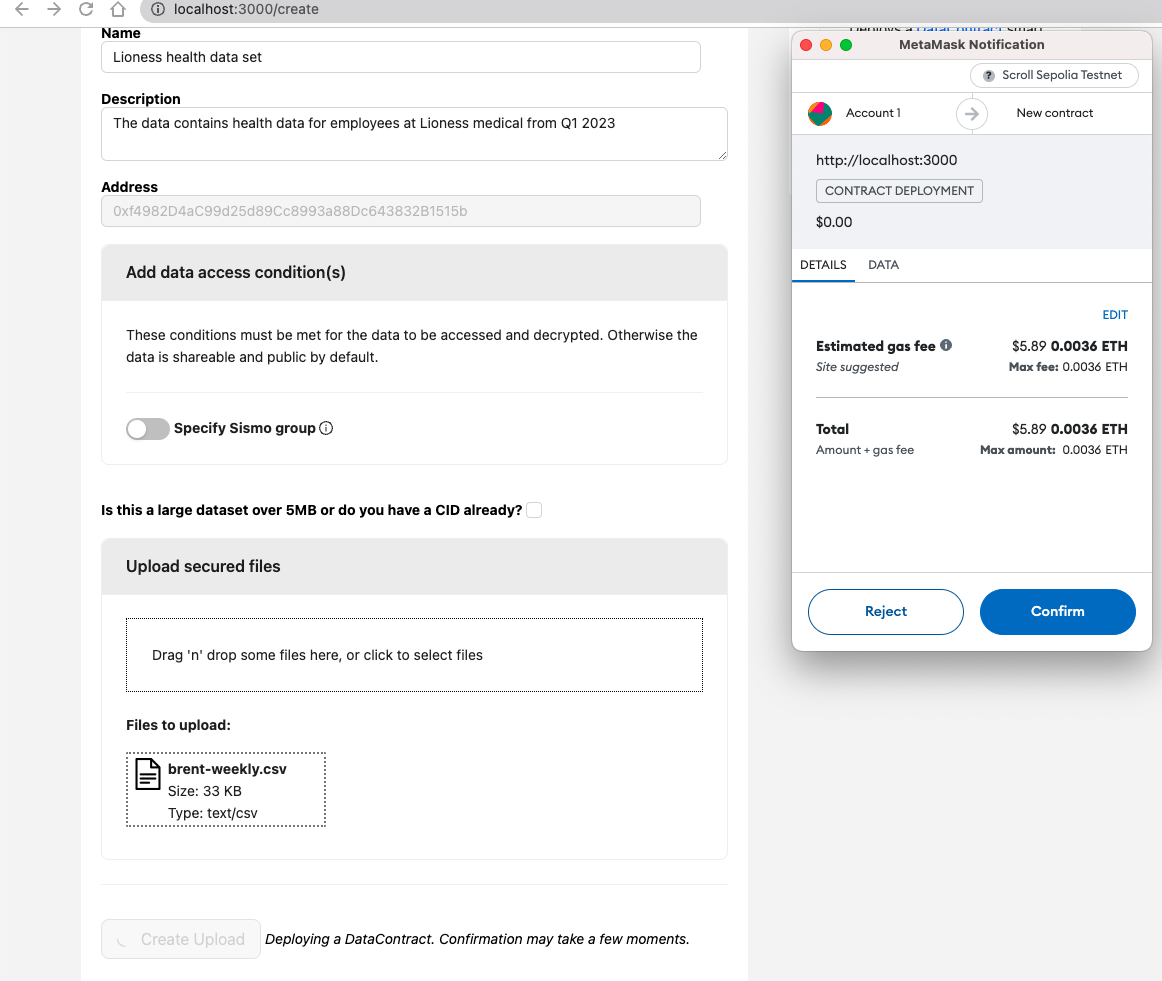 localhost:3000/create
Name
Lioness health data set
Description
The data contains health data for employees at Lioness medical from Q1 2023
Address
0xf4982D4aC99d25d89Cc8993a88Dc643832B1515b
Add data access condition(s)
These conditions must be met for the data to be accessed and decrypted. Otherwise the
data is shareable and public by default.
Specify Sismo group
Is this a large dataset over 5MB or do you have a CID already?
Upload secured files
Drag 'n' drop some files here, or click to select files
Files to upload:
brent-weekly.csv
Size: 33 KB
Type: text/csv
Create Upload Deploying a DataContract. Confirmation may take a few moments.
MetaMask Notification
? Scroll Sepolia Testnet
Account 1 New contract
http://localhost:3000
CONTRACT DEPLOYMENT
$0.00
DETAILS DATA
EDIT
Estimated gas fee $5.89 0.0036 ETH
Site suggested Max fee: 0.0036 ETH
Total $5.89 0.0036 ETH
Amount + gas fee Max amount: 0.0036 ETH
Reject Confirm